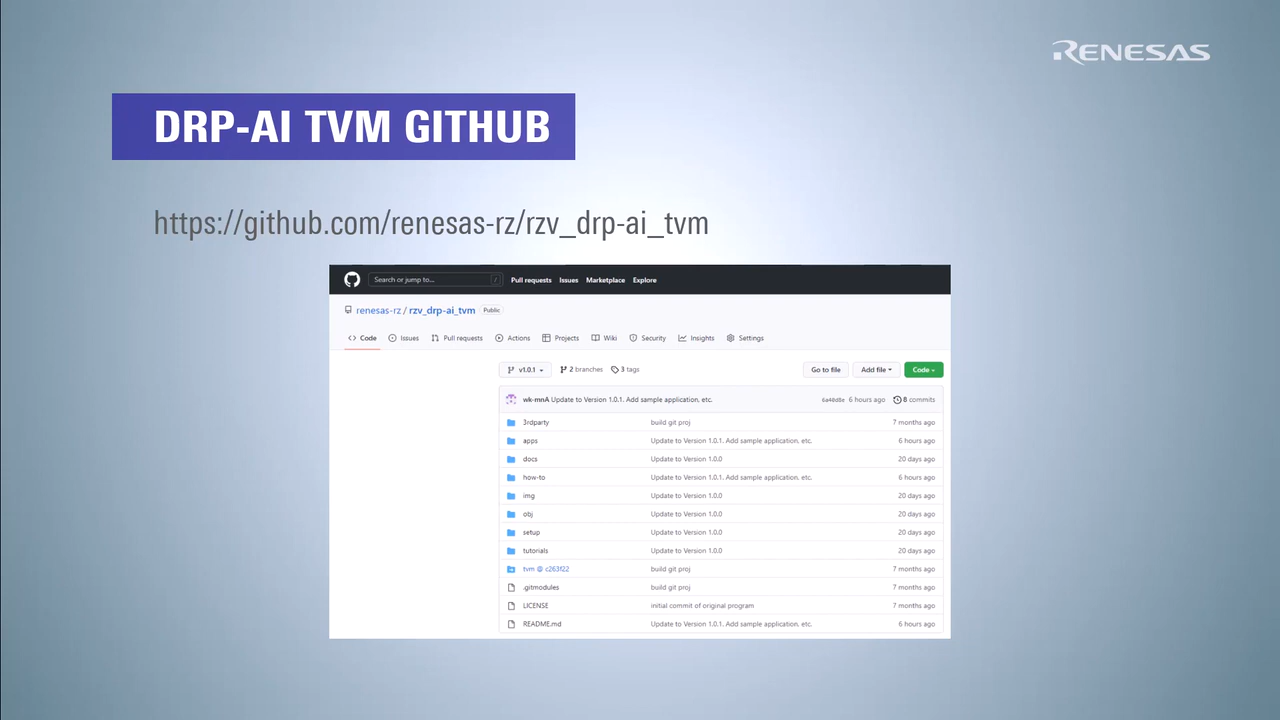 RENESAS
DRP-AI TVM GITHUB
https://github.com/renesas-rz/rzv_drp-ai_tvm
Search or jump to... / Pull requests Issues Marketplace Explore
renesas-rz / rzv_drp-ai_tvm Public
Code Issues Pull requests Actions Projects Wiki Security Insights Settings
v1.0.1 2 branches 3 tags Go to file Add file Code
wk-mnA Update to Version 1.0.1. Add sample application, etc. 6a48d8e 6 hours ago 8 commits
3rdparty build git proj 7 months ago
apps Update to Version 1.0.1. Add sample application, etc. 6 hours ago
docs Update to Version 1.0.0 20 days ago
how-to Update to Version 1.0.1. Add sample application, etc. 6 hours ago
img Update to Version 1.0.0 20 days ago
obj Update to Version 1.0.0 20 days ago
setup Update to Version 1.0.0 20 days ago
tutorials Update to Version 1.0.0 20 days ago
tvm @ c263f22 build git proj 7 months ago
.gitmodules build git proj 7 months ago
LICENSE initial commit of original program 7 months ago
README.md Update to Version 1.0.1. Add sample application, etc. 6 hours ago